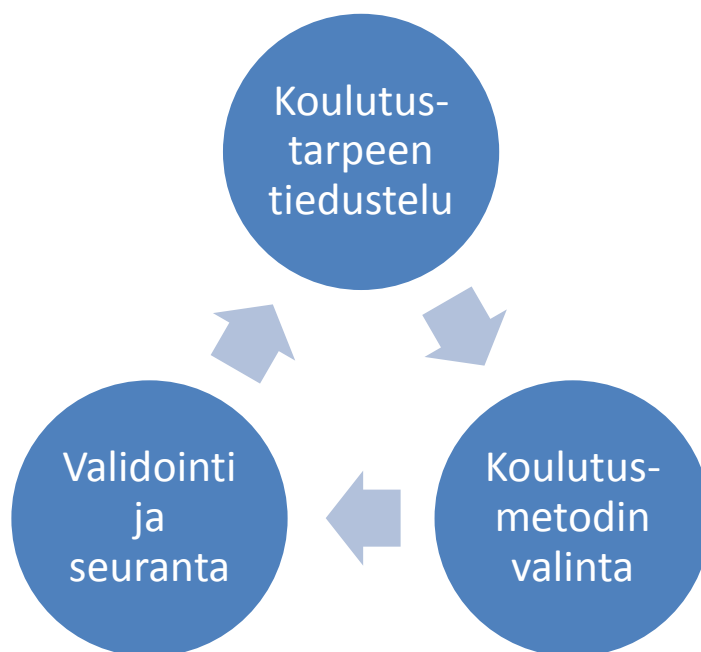 Koulutus-
tarpeen
tiedustelu
Koulutus-
metodin
valinta
Validointi
ja
seuranta